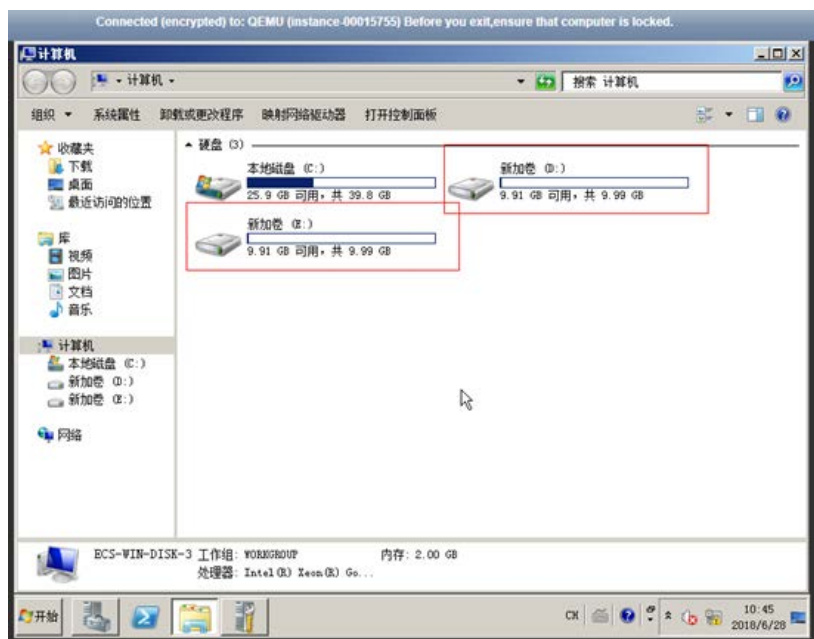 Connected (encrypted) to: QEMU (instance-00015755) Before you exit,ensure that computer is locked.
计算机
计算机
搜索 计算机
组织 系统属性 卸载或更改程序 映射网络驱动器 打开控制面板
收藏夹
下载
桌面
最近访问的位置
库
视频
图片
文档
音乐
计算机
本地磁盘 (C:)
新加卷 (D:)
新加卷 (E:)
网络
硬盘 (3)
本地磁盘 (C:)
25.9 GB 可用，共 39.8 GB
新加卷 (D:)
9.91 GB 可用，共 9.99 GB
新加卷 (E:)
9.91 GB 可用，共 9.99 GB
ECS-WIN-DISK-3 工作组: WORKGROUP 内存: 2.00 GB
处理器: Intel(R) Xeon(R) Go...
开始
CH
10:45
2018/6/28